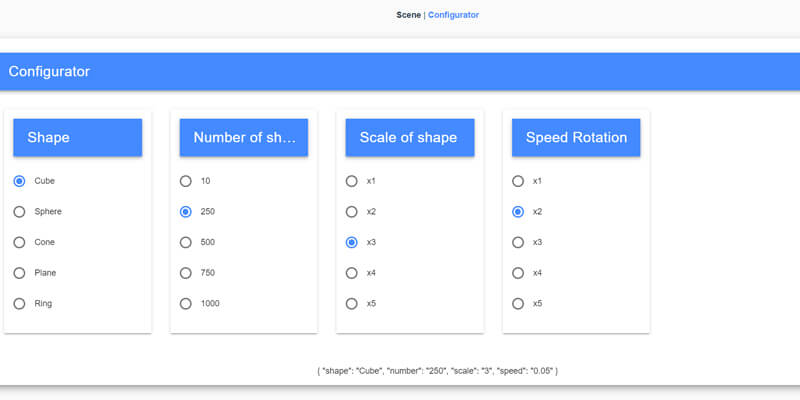 Scene | Configurator
Configurator
Shape
Cube
Sphere
Cone
Plane
Ring
Number of sh...
10
250
500
750
1000
Scale of shape
x1
x2
x3
x4
x5
Speed Rotation
x1
x2
x3
x4
x5
{ "shape": "Cube", "number": "250", "scale": "3", "speed": "0.05" }